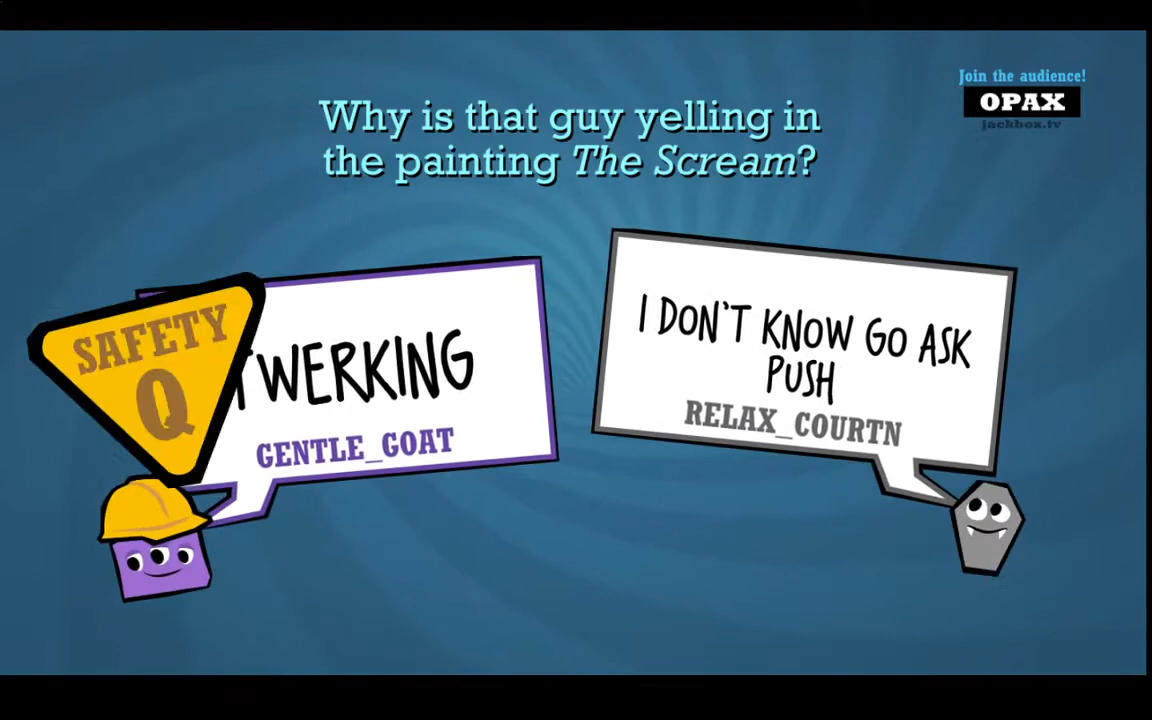 Join the audience!
OPAX
jackbox.tv
Why is that guy yelling in
the painting The Scream?
SAFETY
Q
TWERKING
GENTLE_GOAT
I DON'T KNOW GO ASK
PUSH
RELAX_COURTN